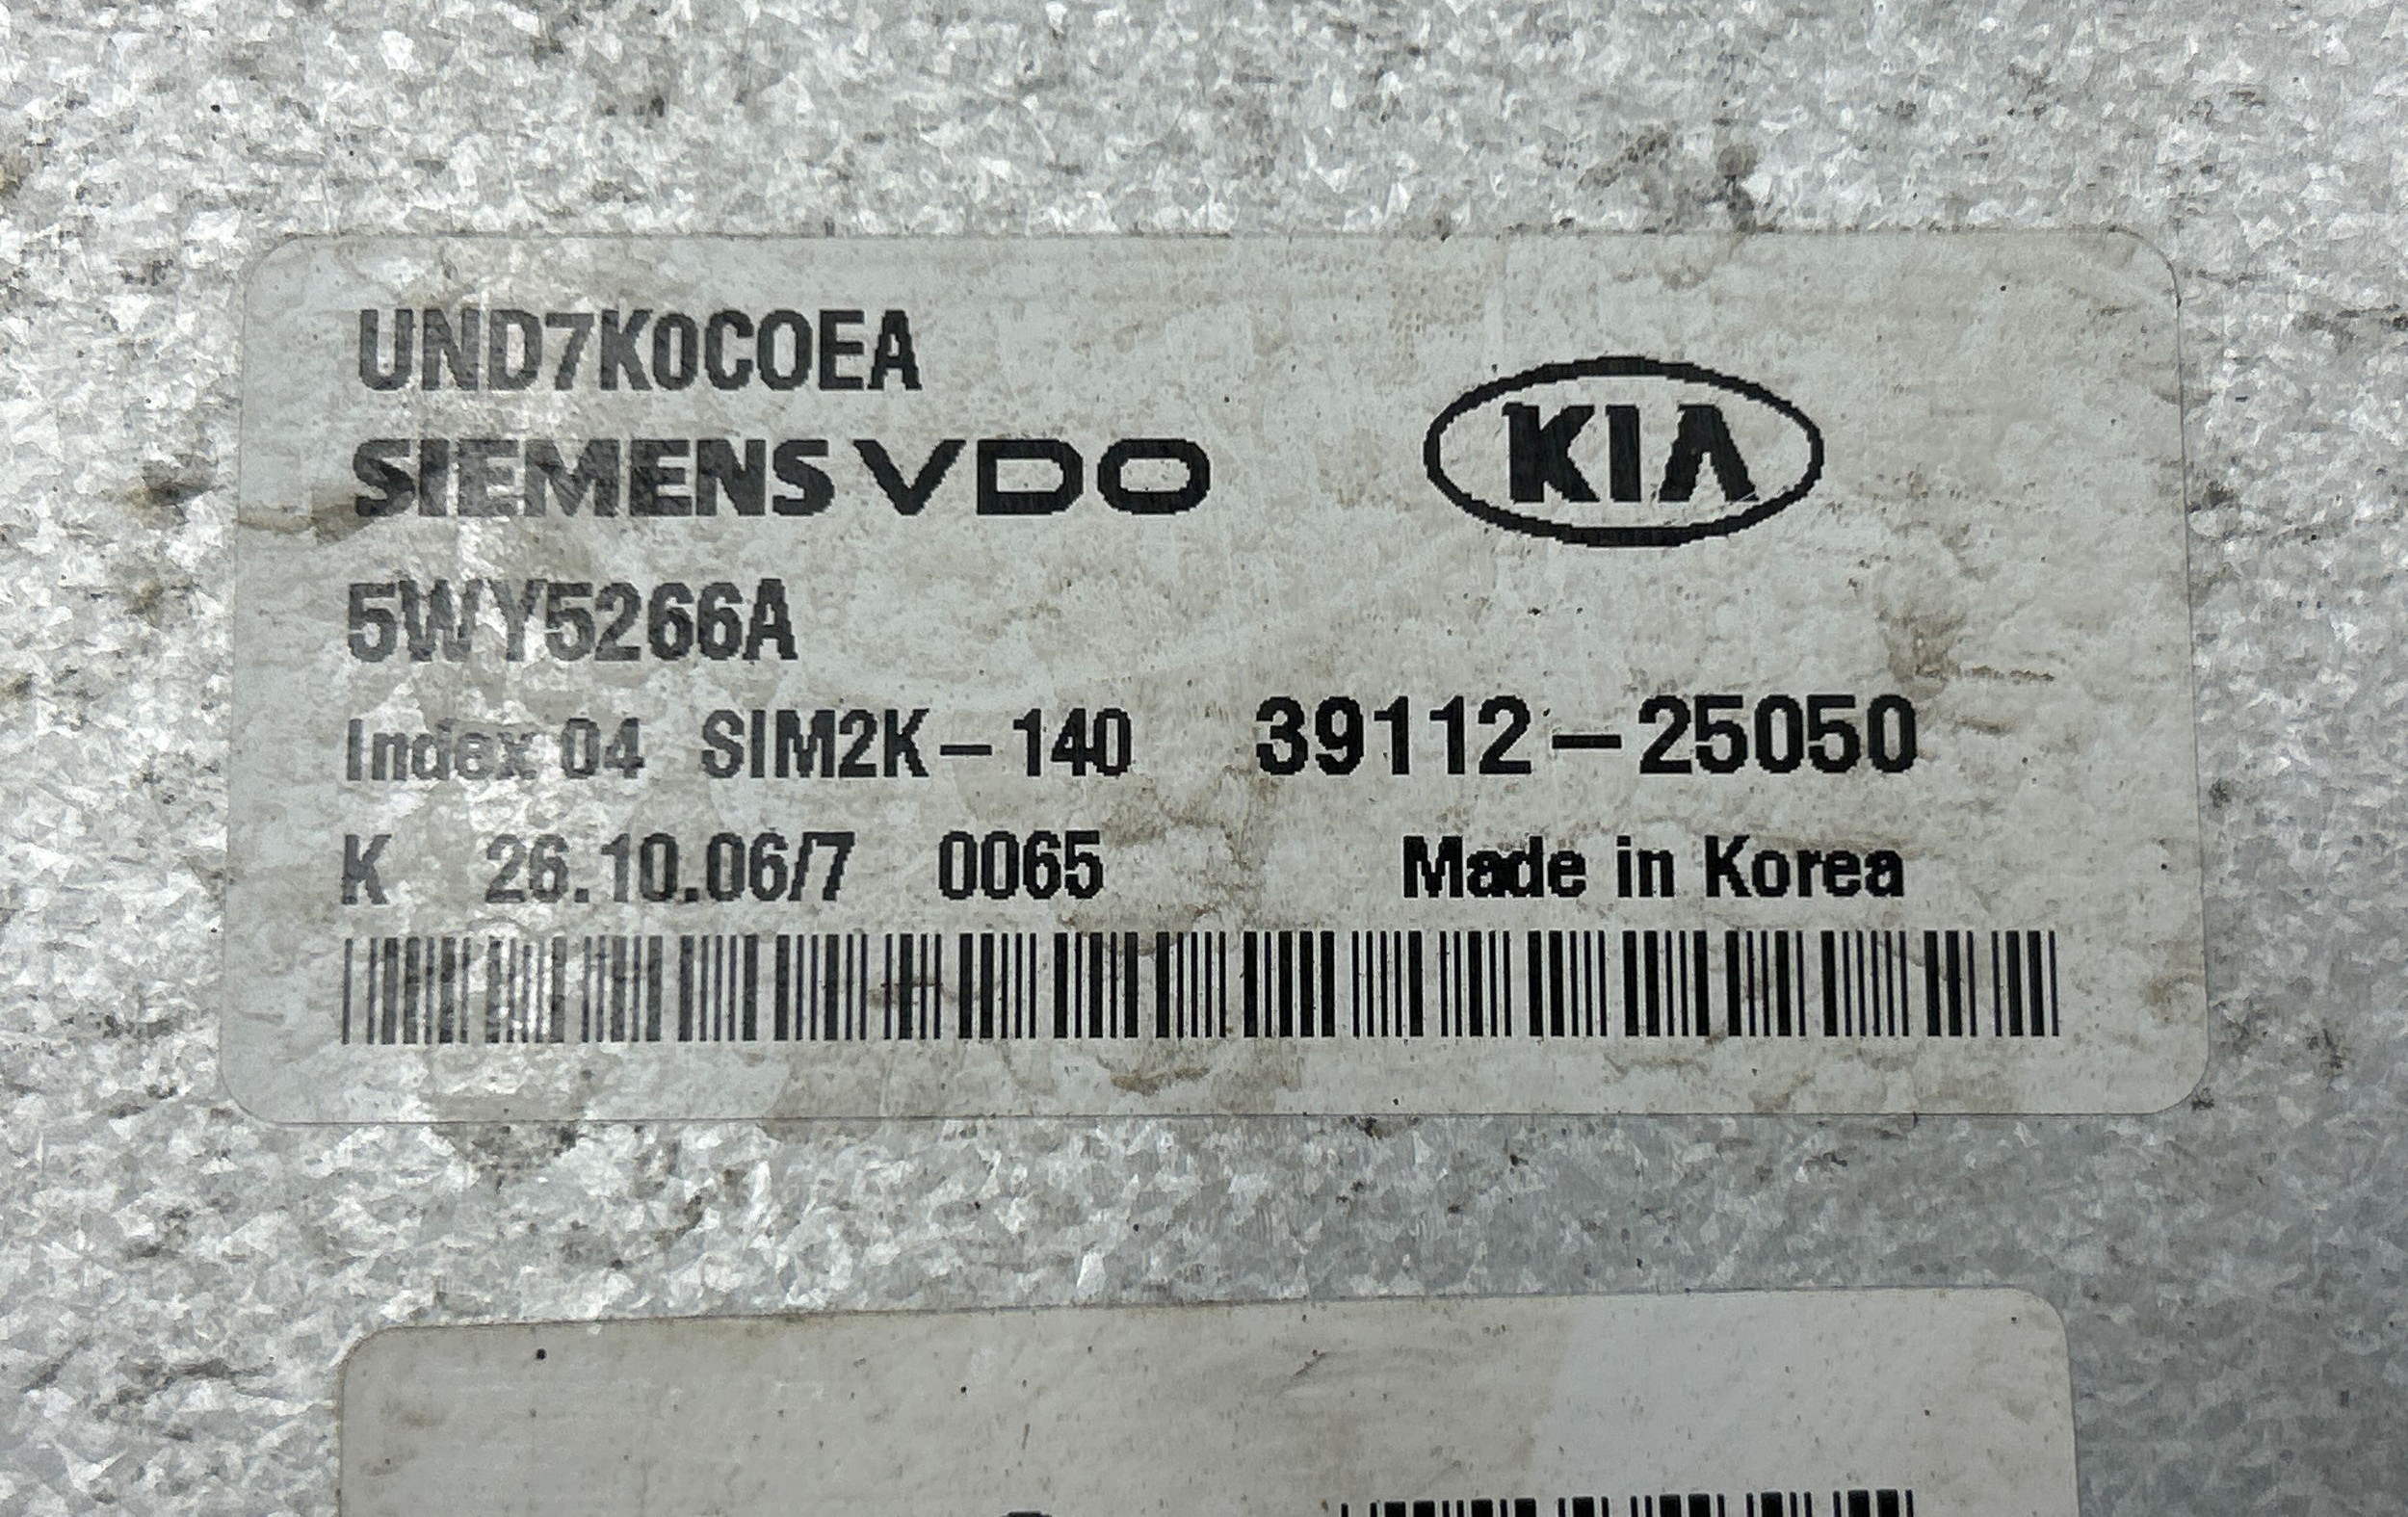 UND7K0C0EA
SIEMENS VDO
KIA
5WY5266A
Index 04 SIM2K-140 39112-25050
K 26.10.06/7 0065 Made in Korea